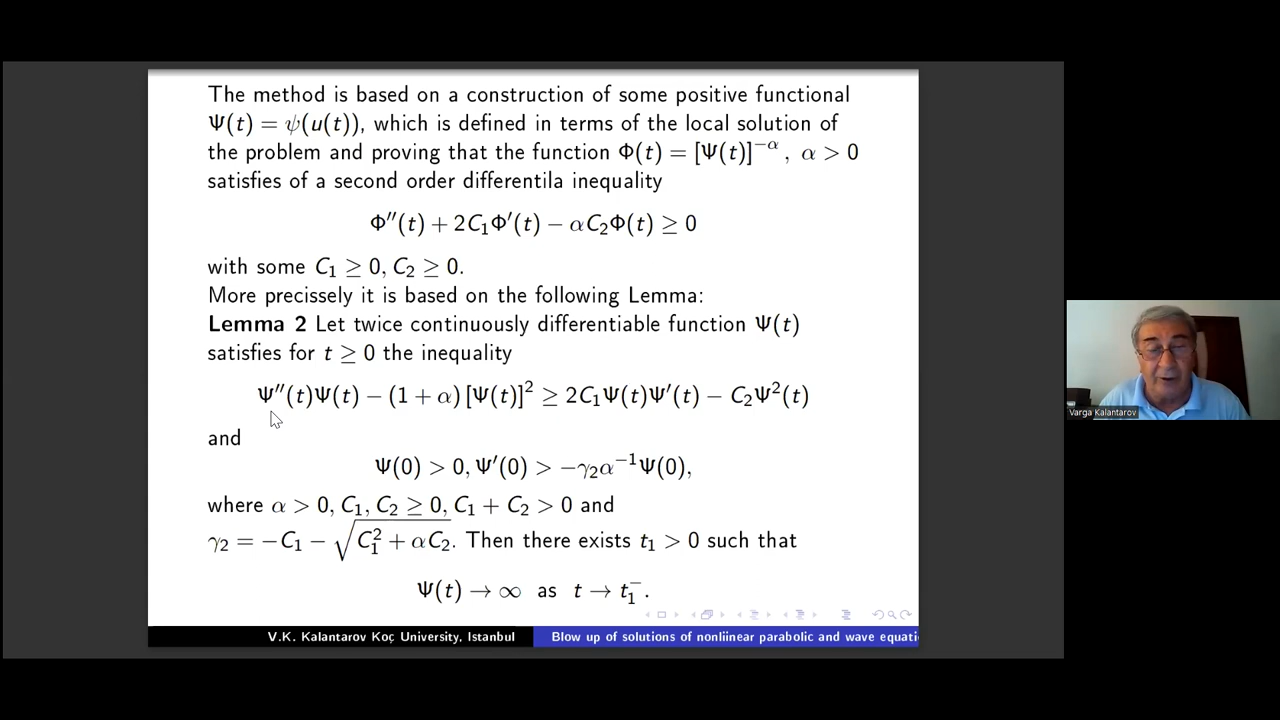 The method is based on a construction of some positive functional
Ψ(t) = ψ(u(t)), which is defined in terms of the local solution of
the problem and proving that the function Φ(t) = [Ψ(t)]^{−α} , α > 0
satisfies of a second order differentila inequality
Φ′′(t) + 2C₁Φ′(t) − αC₂Φ(t) ≥ 0
with some C₁ ≥ 0, C₂ ≥ 0.
More precissely it is based on the following Lemma:
Lemma 2 Let twice continuously differentiable function Ψ(t)
satisfies for t ≥ 0 the inequality
Ψ′′(t)Ψ(t) − (1 + α) [Ψ(t)]² ≥ 2C₁Ψ(t)Ψ′(t) − C₂Ψ²(t)
and
Ψ(0) > 0, Ψ′(0) > −γ₂α⁻¹Ψ(0),
where α > 0, C₁, C₂ ≥ 0, C₁ + C₂ > 0 and
γ₂ = −C₁ − √(C₁² + αC₂). Then there exists t₁ > 0 such that
Ψ(t) → ∞ as t → t₁⁻.
V.K. Kalantarov Koç University, Istanbul
Blow up of solutions of nonliinear parabolic and wave equati
Varga Kalantarov